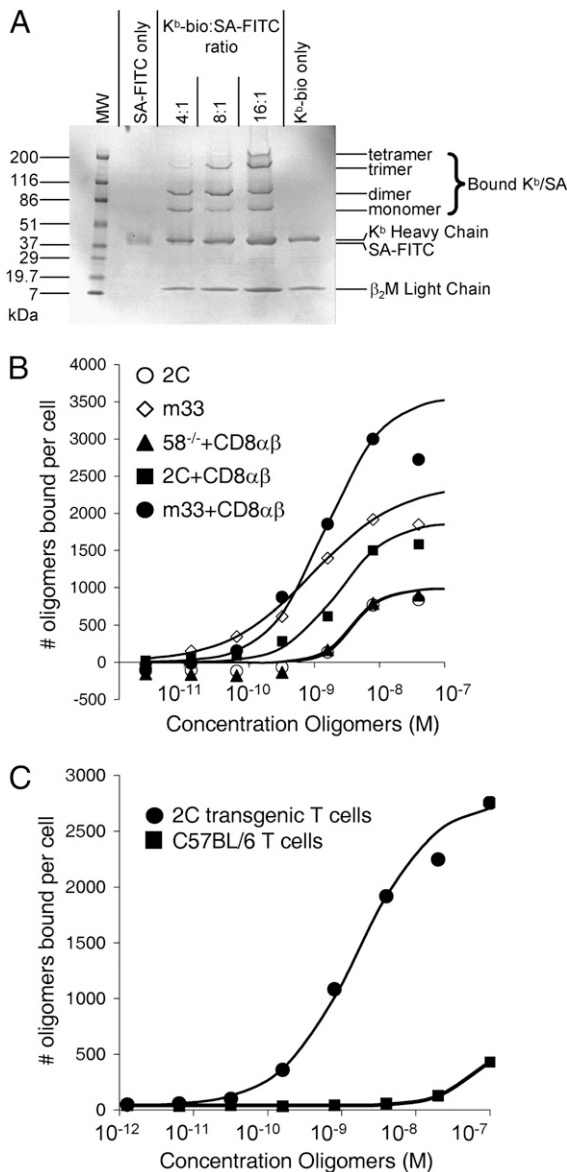 A
MW
SA-FITC only
Kᵇ-bio:SA-FITC
ratio
4:1
8:1
16:1
Kᵇ-bio only
200
116
86
51
37
29
19.7
7
kDa
tetramer
trimer
dimer
monomer
Bound Kᵇ/SA
Kᵇ Heavy Chain
SA-FITC
β₂M Light Chain
B
# oligomers bound per cell
4000
3500
3000
2500
2000
1500
1000
500
0
-500
2C
m33
58⁻/⁻+CD8αβ
2C+CD8αβ
m33+CD8αβ
10⁻¹¹ 10⁻¹⁰ 10⁻⁹ 10⁻⁸ 10⁻⁷
Concentration Oligomers (M)
C
# oligomers bound per cell
3000
2500
2000
1500
1000
500
0
2C transgenic T cells
C57BL/6 T cells
10⁻¹² 10⁻¹¹ 10⁻¹⁰ 10⁻⁹ 10⁻⁸ 10⁻⁷
Concentration Oligomers (M)